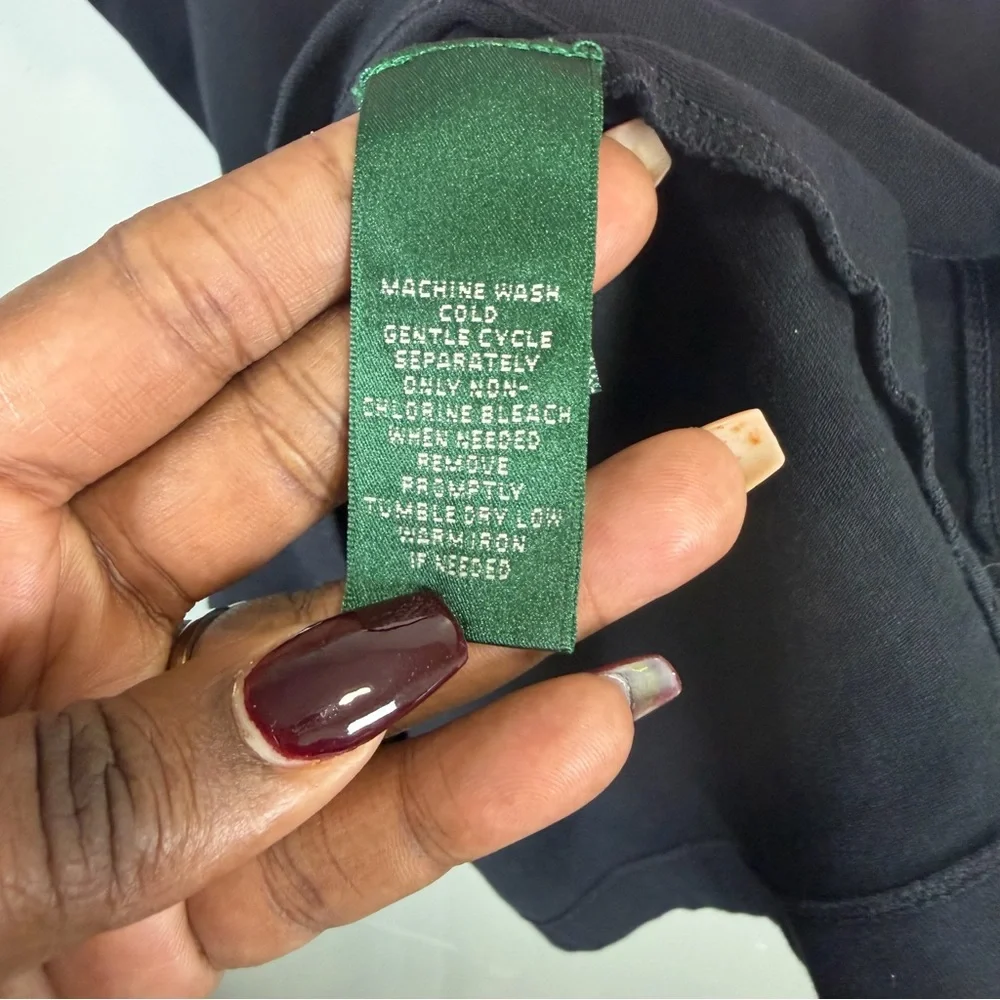 MACHINE WASH
COLD
GENTLE CYCLE
SEPARATELY
ONLY NON-
CHLORINE BLEACH
WHEN NEEDED
REMOVE
PROMPTLY
TUMBLE DRY LOW
WARM IRON
IF NEEDED